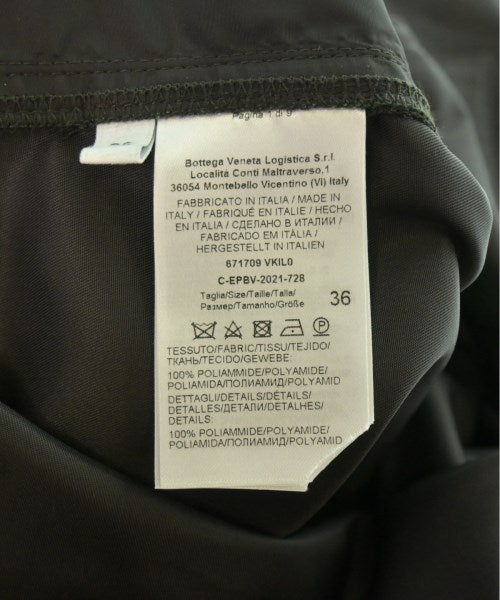 Pagina 1 di 9
Bottega Veneta Logistica S.r.l.
Località Conti Maltraverso,1
36054 Montebello Vicentino (VI) Italy
FABBRICATO IN ITALIA / MADE IN
ITALY / FABRIQUÉ EN ITALIE / HECHO
EN ITALIA / СДЕЛАНО В ИТАЛИИ /
FABRICADO EM ITÁLIA /
HERGESTELLT IN ITALIEN
671709 VKIL0
C-EPBV-2021-728
Taglia/Size/Taille/Talla/
Размер/Tamanho/Größe
36
P
TESSUTO/FABRIC/TISSU/TEJIDO/
ТКАНЬ/TECIDO/GEWEBE:
100% POLIAMMIDE/POLYAMIDE/
POLIAMIDA/ПОЛИАМИД/POLYAMID
DETTAGLI/DETAILS/DÉTAILS/
DETALLES/ДЕТАЛИ/DETALHES/
DETAILS:
100% POLIAMMIDE/POLYAMIDE/
POLIAMIDA/ПОЛИАМИД/POLYAMID